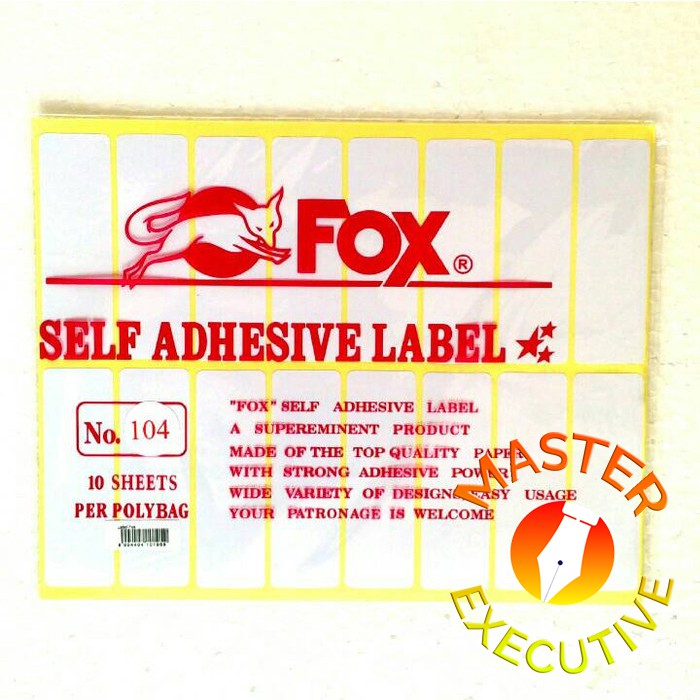 FOX®
SELF ADHESIVE LABEL
No. 104
10 SHEETS
PER POLYBAG
"FOX" SELF ADHESIVE LABEL
A SUPEREMINENT PRODUCT
MADE OF THE TOP QUALITY PAPER
WITH STRONG ADHESIVE POWER
WIDE VARIETY OF DESIGNS EASY USAGE
YOUR PATRONAGE IS WELCOME
MASTER
EXECUTIVE